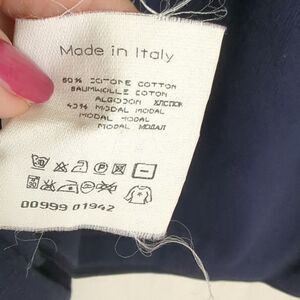 Made in Italy
60% COTONE COTTON
BAUMWOLLE COTON
ALGODON ХЛОПОК
40% MODAL MODAL
MODAL MODAL
MODAL МОДАЛ
00999 01942